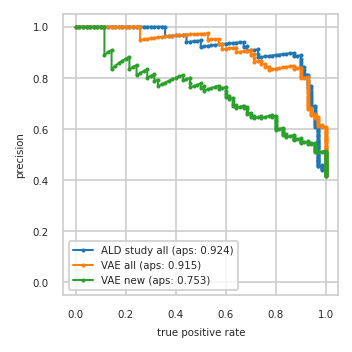 1.0
0.8
0.6
0.4
0.2
0.0
precision
ALD study all (aps: 0.924)
VAE all (aps: 0.915)
VAE new (aps: 0.753)
0.0 0.2 0.4 0.6 0.8 1.0
true positive rate